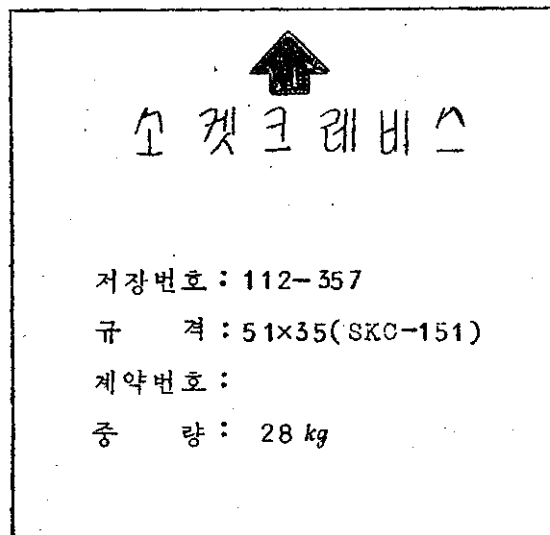 소켓크레비스
저장번호 : 112-357
규 격 : 51×35(SKC-151)
계약번호 :
중 량 : 28 kg